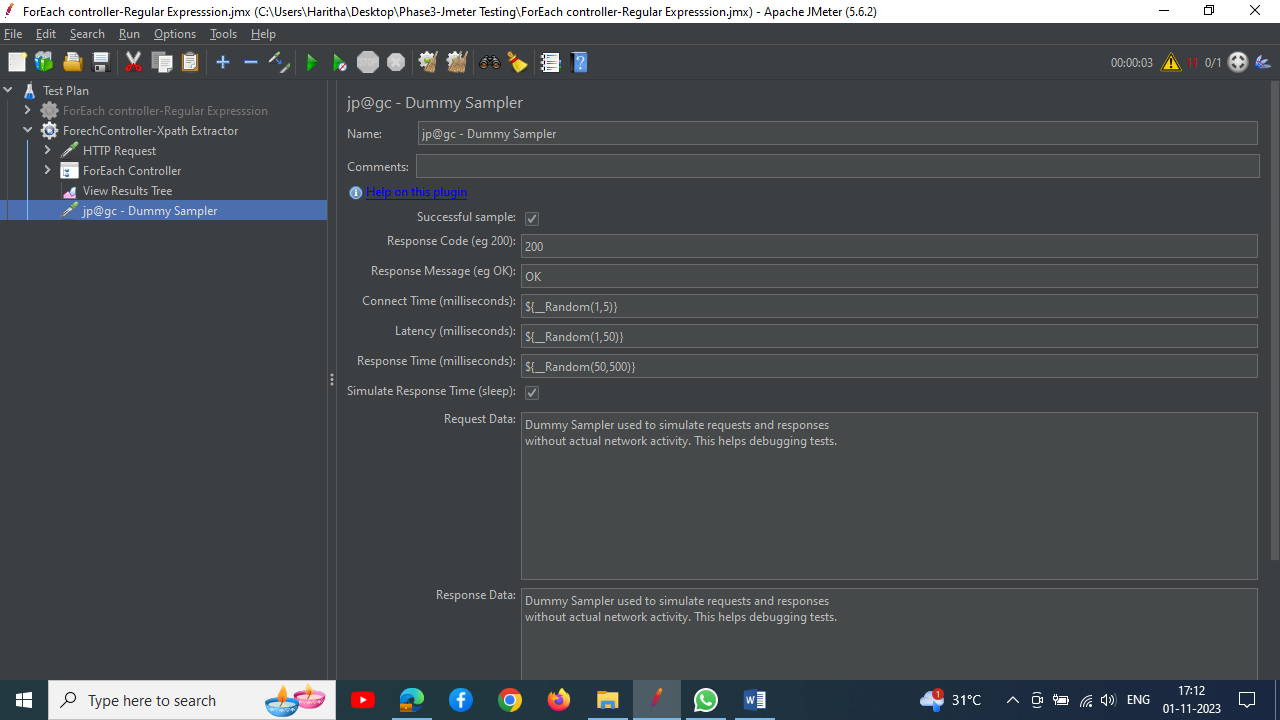 ForEach controller-Regular Expresssion.jmx (C:\Users\Haritha\Desktop\Phase3-Jmeter Testing\ForEach controller-Regular Expresssion.jmx) - Apache JMeter (5.6.2)
File Edit Search Run Options Tools Help
STOP
00:00:03 11 0/1
Test Plan
ForEach controller-Regular Expresssion
ForechController-Xpath Extractor
HTTP Request
ForEach Controller
View Results Tree
jp@gc - Dummy Sampler
jp@gc - Dummy Sampler
Name: jp@gc - Dummy Sampler
Comments:
Help on this plugin
Successful sample:
Response Code (eg 200): 200
Response Message (eg OK): OK
Connect Time (milliseconds): ${__Random(1,5)}
Latency (milliseconds): ${__Random(1,50)}
Response Time (milliseconds): ${__Random(50,500)}
Simulate Response Time (sleep):
Request Data: Dummy Sampler used to simulate requests and responses
without actual network activity. This helps debugging tests.
Response Data: Dummy Sampler used to simulate requests and responses
without actual network activity. This helps debugging tests.
Type here to search
1 31°C ENG 17:12
01-11-2023